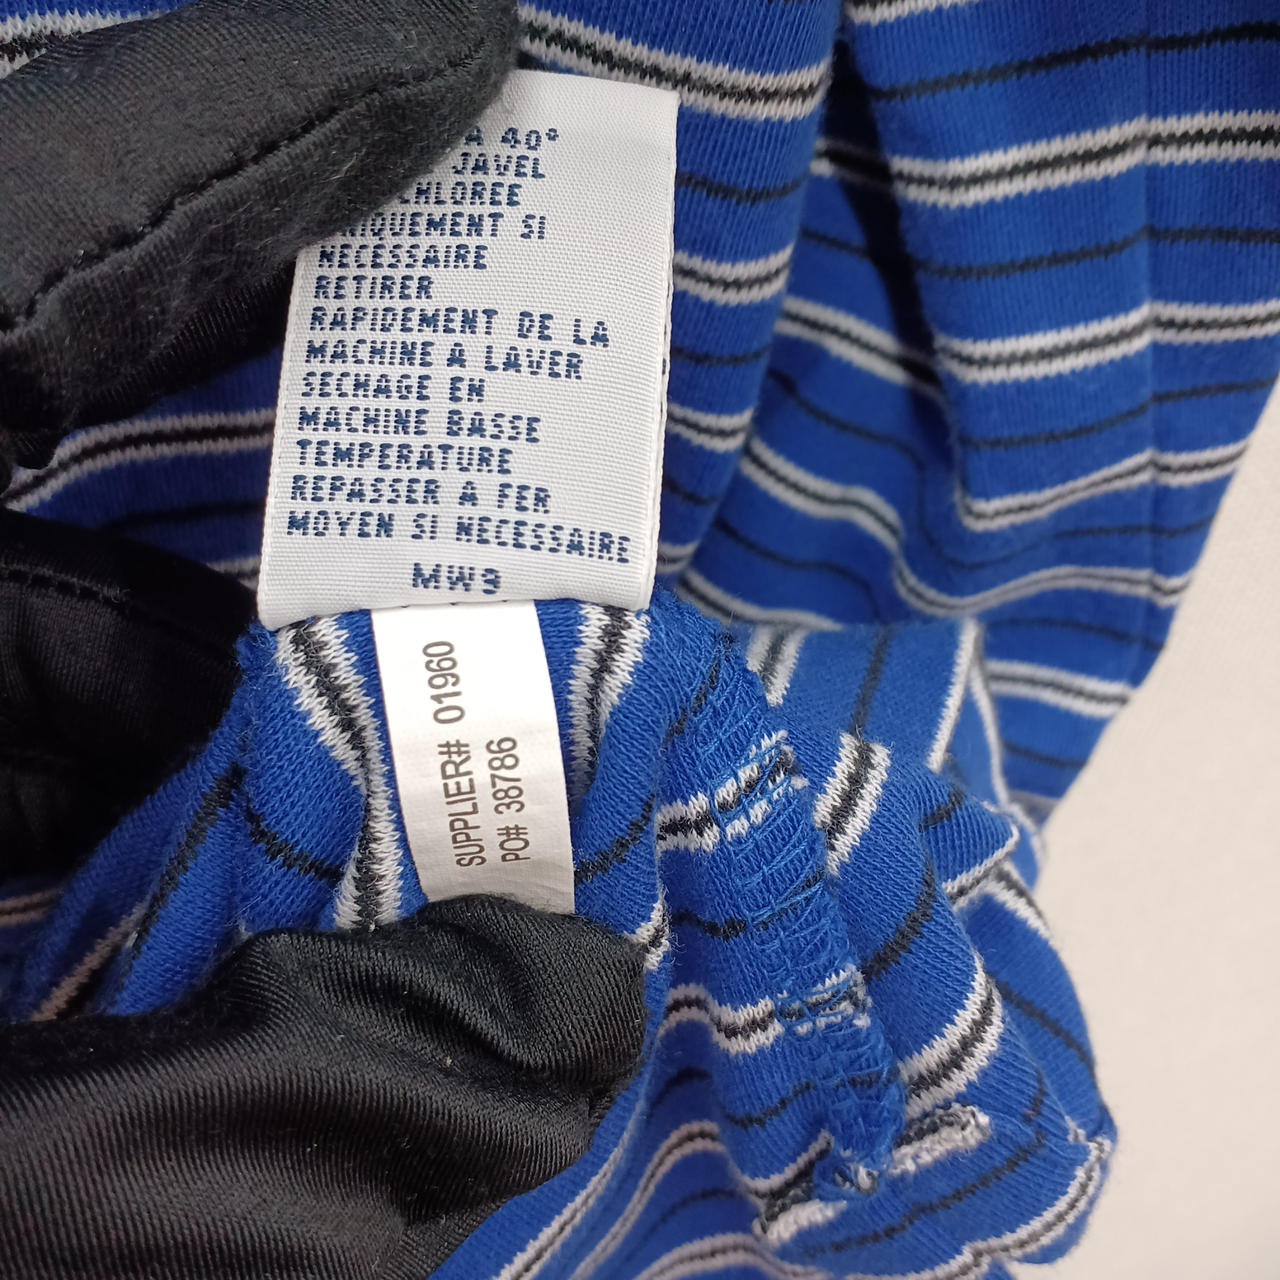 A 40°
JAVEL
CHLOREE
UNIQUEMENT SI
NECESSAIRE
RETIRER
RAPIDEMENT DE LA
MACHINE A LAVER
SECHAGE EN
MACHINE BASSE
TEMPERATURE
REPASSER A FER
MOYEN SI NECESSAIRE
MW3
SUPPLIER# 01960
PO# 38786